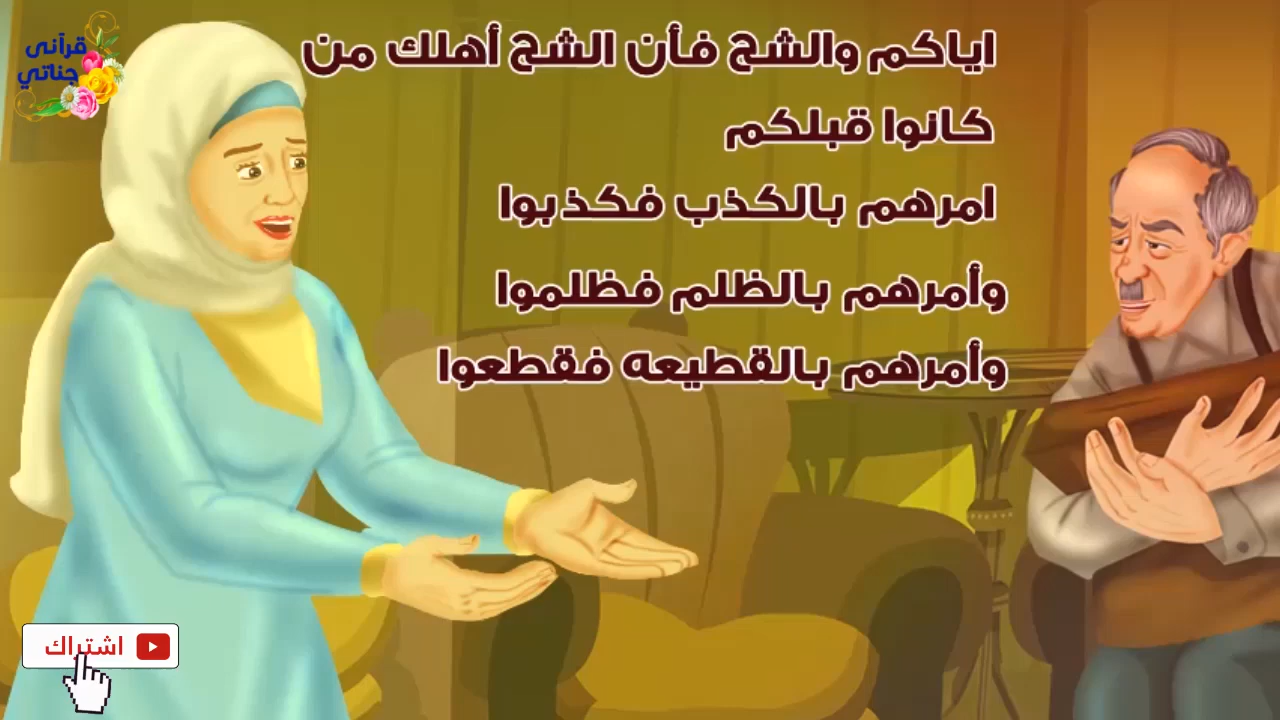 قرآنى
جناتي
اياكم والشح فأن الشح أهلك من
كانوا قبلكم
امرهم بالكذب فكذبوا
وأمرهم بالظلم فظلموا
وأمرهم بالقطيعه فقطعوا
اشتراك